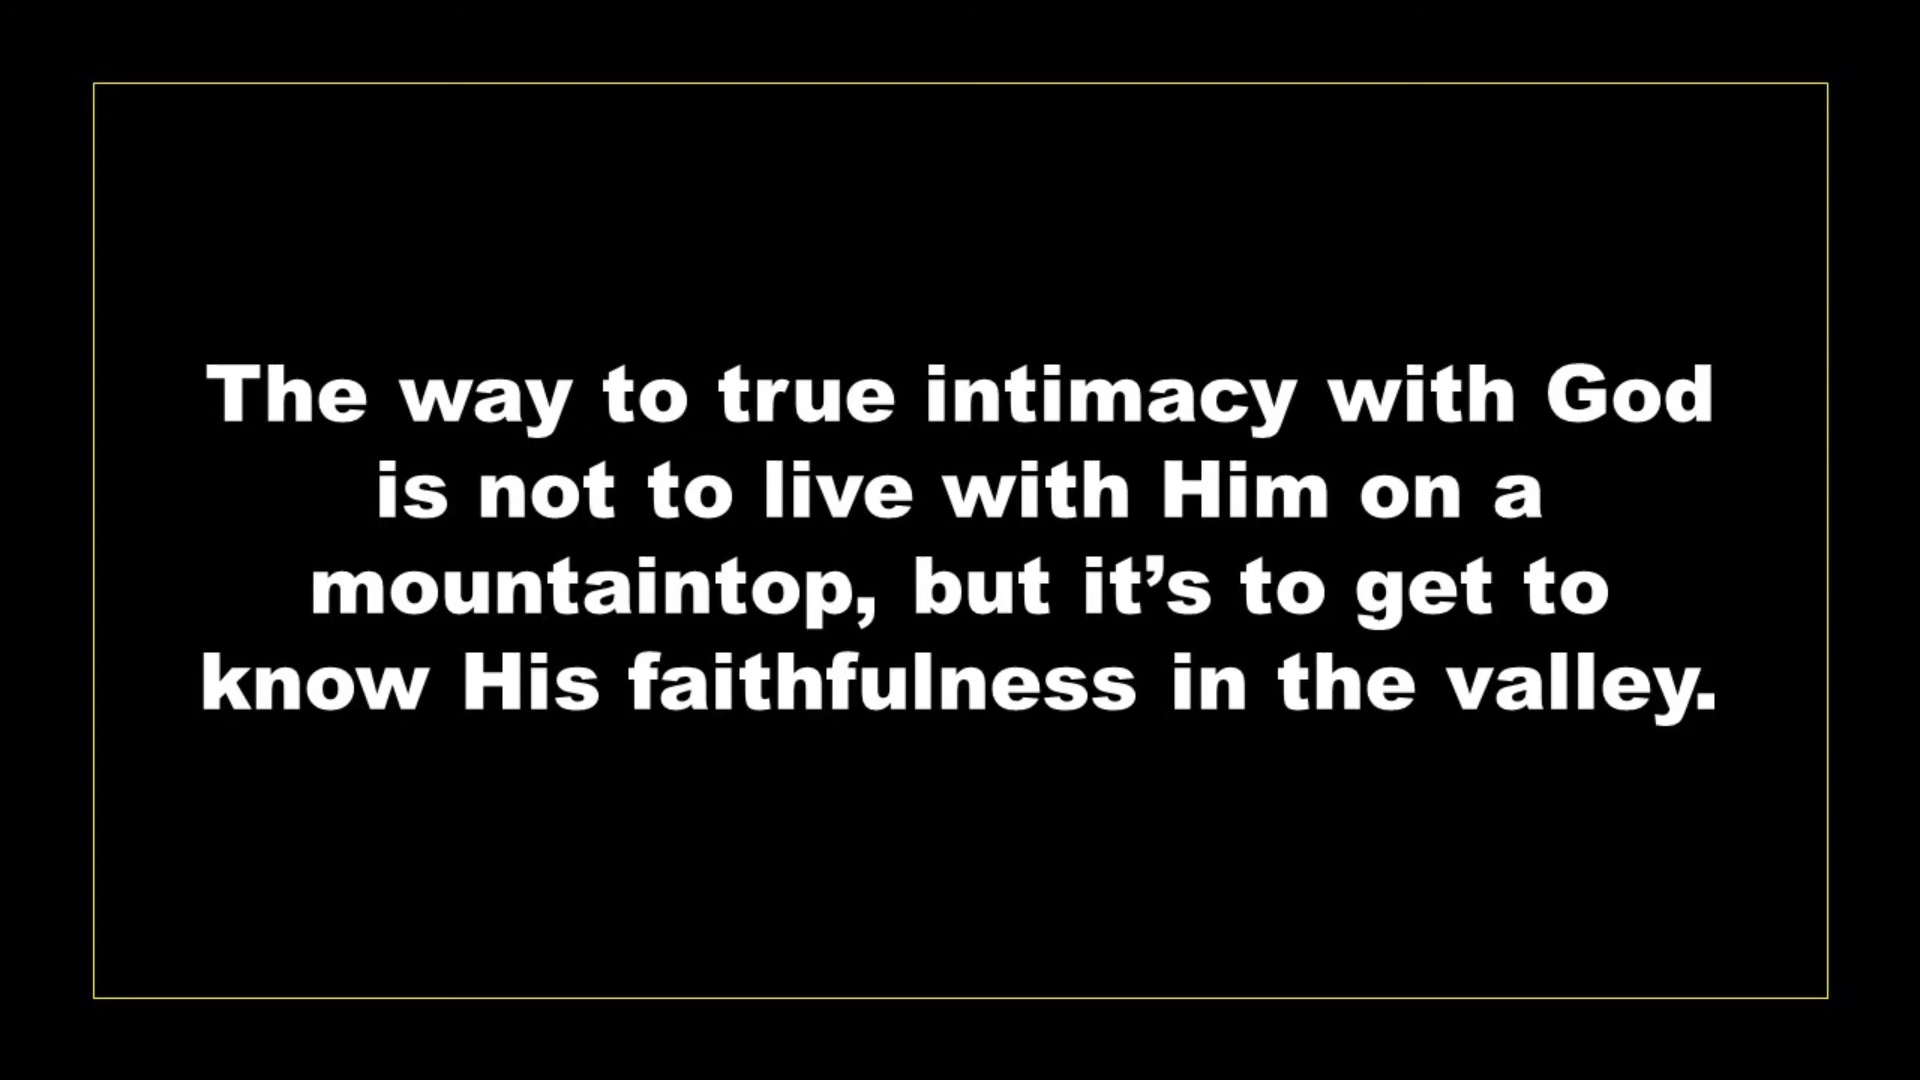 The way to true intimacy with God
is not to live with Him on a
mountaintop, but it’s to get to
know His faithfulness in the valley.